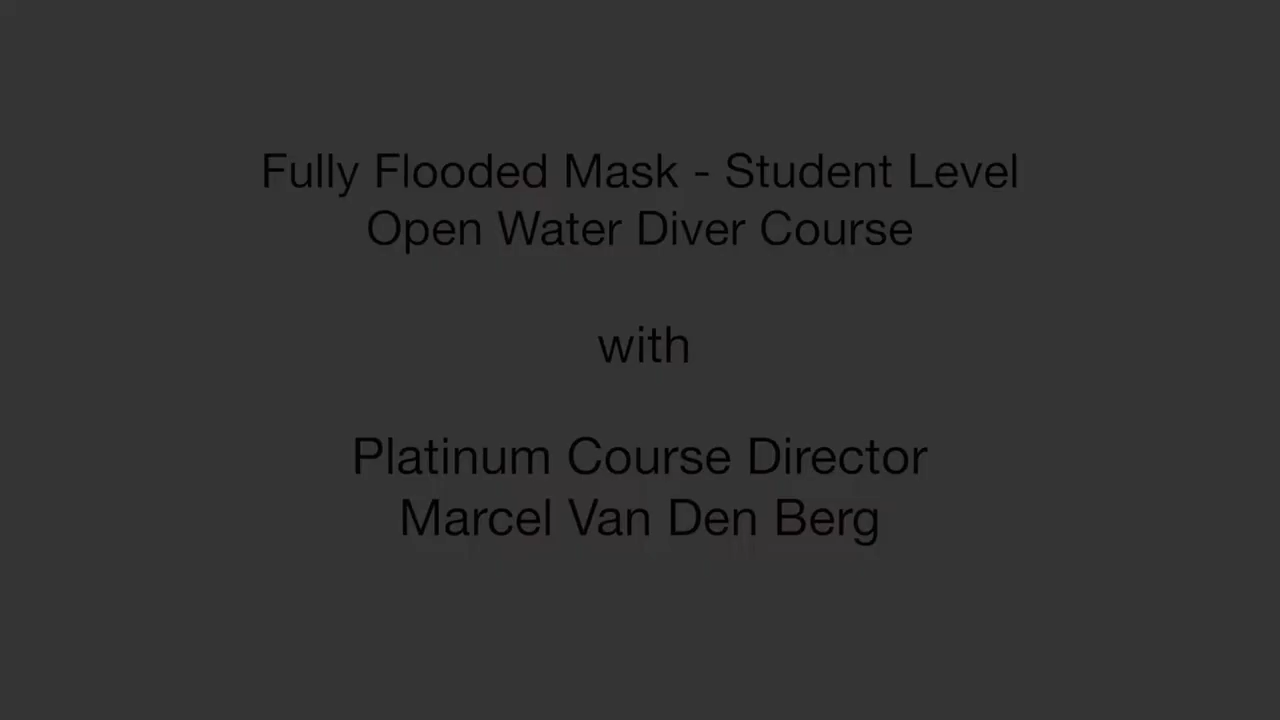 Fully Flooded Mask - Student Level
Open Water Diver Course
with
Platinum Course Director
Marcel Van Den Berg